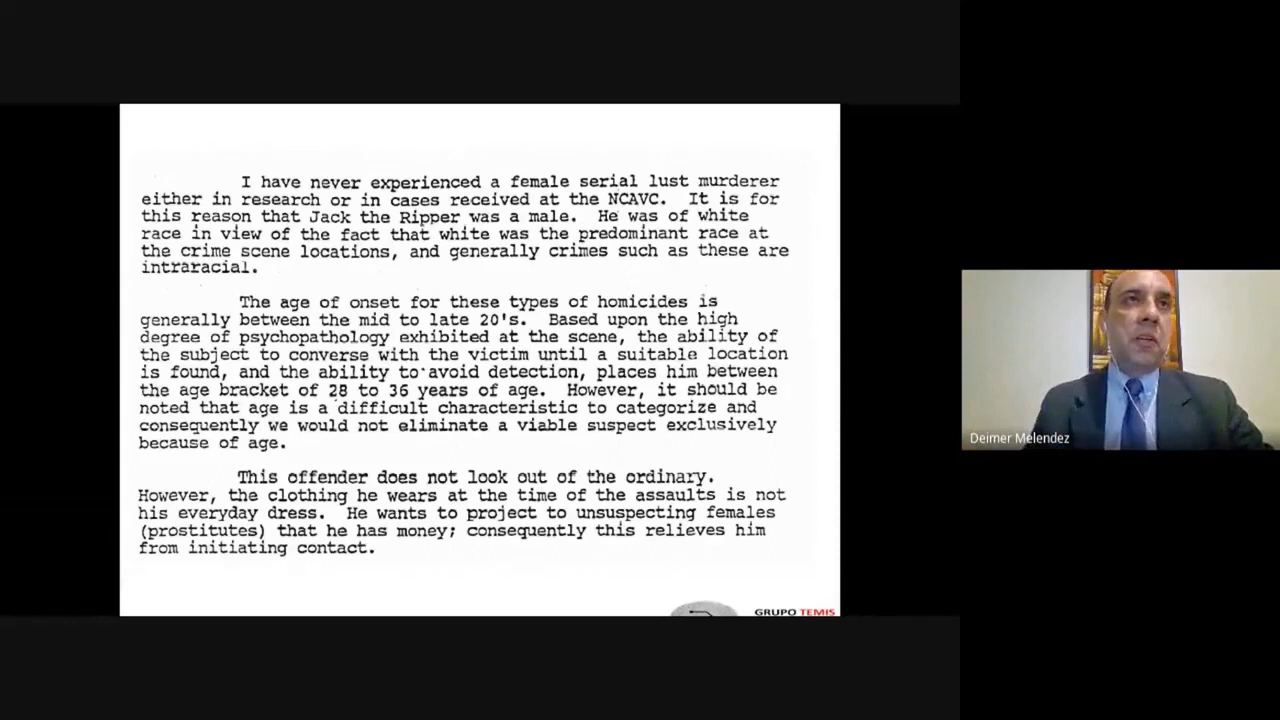 I have never experienced a female serial lust murderer
either in research or in cases received at the NCAVC.  It is for
this reason that Jack the Ripper was a male.  He was of white
race in view of the fact that white was the predominant race at
the crime scene locations, and generally crimes such as these are
intraracial.
The age of onset for these types of homicides is
generally between the mid to late 20's.  Based upon the high
degree of psychopathology exhibited at the scene, the ability of
the subject to converse with the victim until a suitable location
is found, and the ability to avoid detection, places him between
the age bracket of 28 to 36 years of age.  However, it should be
noted that age is a difficult characteristic to categorize and
consequently we would not eliminate a viable suspect exclusively
because of age.
This offender does not look out of the ordinary.
However, the clothing he wears at the time of the assaults is not
his everyday dress.  He wants to project to unsuspecting females
(prostitutes) that he has money; consequently this relieves him
from initiating contact.
GRUPO TEMIS
Deimer Melendez